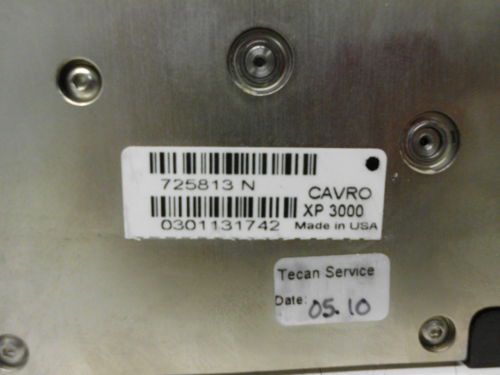 725813 N
CAVRO
XP 3000
0301131742
Made in USA
Tecan Service
Date: 05.10